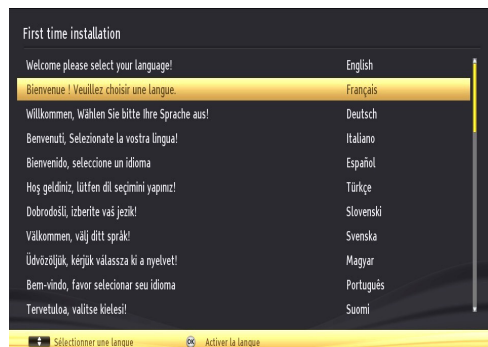 First time installation
Welcome please select your language! English
Bienvenue ! Veuillez choisir une langue. Français
Willkommen, Wählen Sie bitte Ihre Sprache aus! Deutsch
Benvenuti, Selezionate la vostra lingua! Italiano
Bienvenido, seleccione un idioma Español
Hoş geldiniz, lütfen dil seçimini yapınız! Türkçe
Dobrodošli, izberite vaš jezik! Slovenski
Välkommen, välj ditt språk! Svenska
Üdvözöljük, kérjük válassza ki a nyelvet! Magyar
Bem-vindo, favor selecionar seu idioma Português
Tervetuloa, valitse kielesi! Suomi
Sélectionner une langue OK Activer la langue